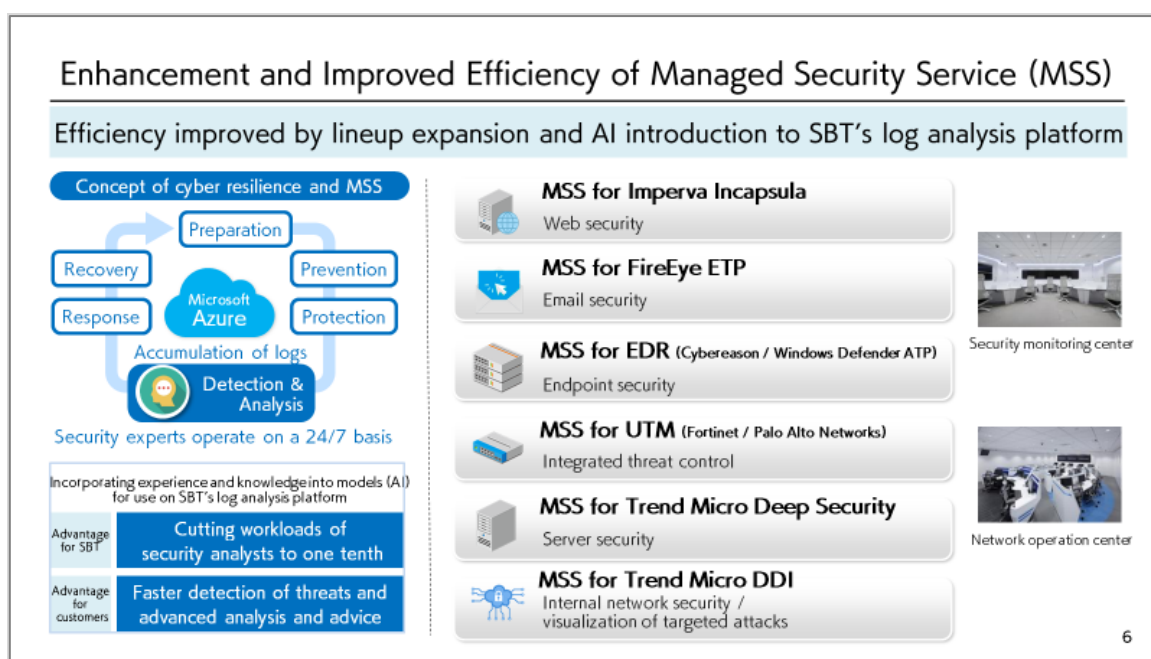 Enhancement and Improved Efficiency of Managed Security Service (MSS)
Efficiency improved by lineup expansion and AI introduction to SBT's log analysis platform
Concept of cyber resilience and MSS
Preparation
Recovery
Prevention
Microsoft
Azure
Response
Protection
Accumulation of logs
Detection &
Analysis
Security experts operate on a 24/7 basis
Incorporating experience and knowledge into models (AI)
for use on SBT's log analysis platform
Advantage
for SBT
Cutting workloads of
security analysts to one tenth
Advantage
for
customers
Faster detection of threats and
advanced analysis and advice
MSS for Imperva Incapsula
Web security
MSS for FireEye ETP
Email security
MSS for EDR (Cybereason / Windows Defender ATP)
Endpoint security
MSS for UTM (Fortinet / Palo Alto Networks)
Integrated threat control
MSS for Trend Micro Deep Security
Server security
MSS for Trend Micro DDI
Internal network security /
visualization of targeted attacks
Security monitoring center
Network operation center
6